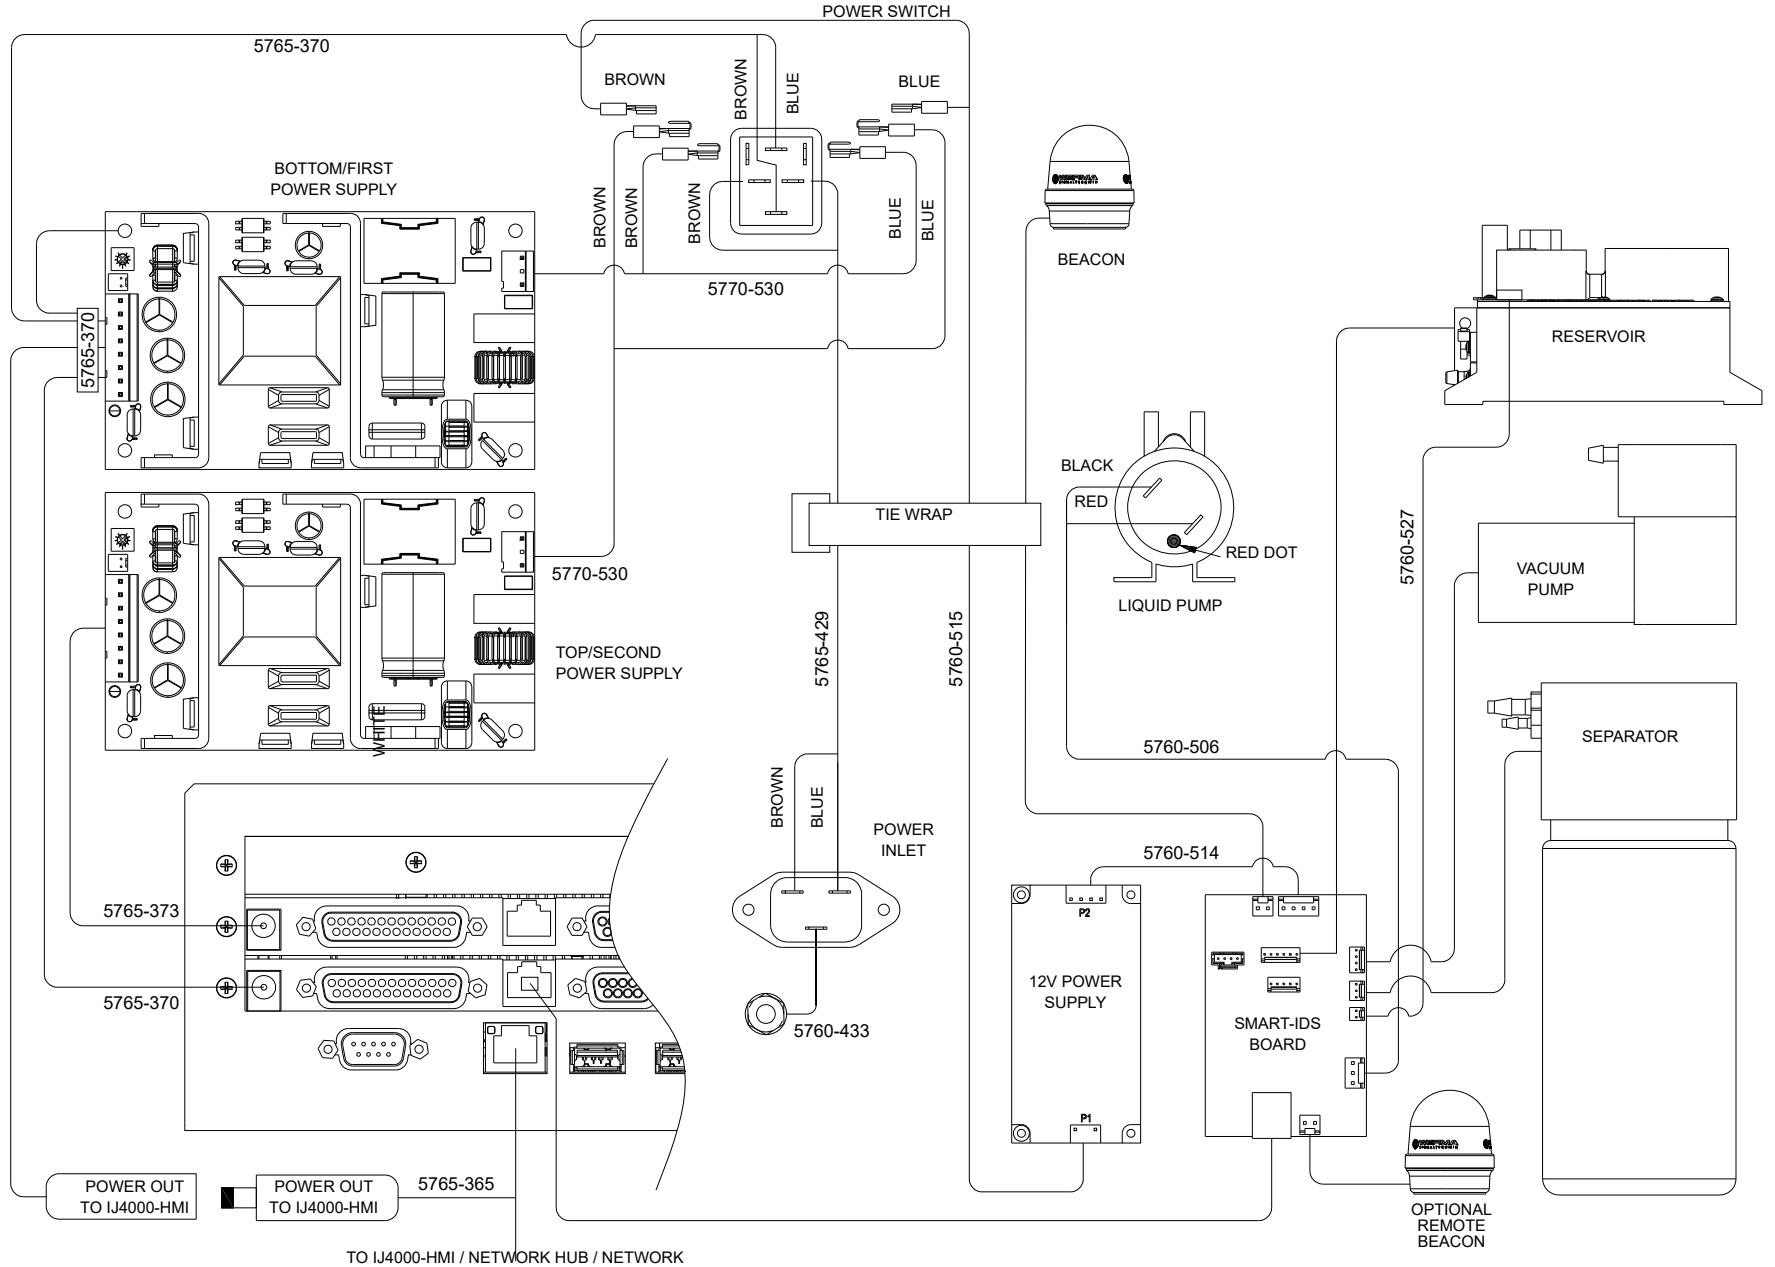 POWER SWITCH
5765-370
BROWN
BROWN
BLUE
BLUE
BOTTOM/FIRST
POWER SUPPLY
BROWN
BROWN
BROWN
BLUE
BLUE
WERMA
SIGNALTECHNIK
BEACON
5770-530
5765-370
RESERVOIR
BLACK
RED
TIE WRAP
RED DOT
5760-527
5770-530
VACUUM
PUMP
LIQUID PUMP
TOP/SECOND
POWER SUPPLY
5765-429
5760-515
WHITE
5760-506
SEPARATOR
BROWN
BLUE
POWER
INLET
5760-514
5765-373
P2
12V POWER
SUPPLY
5765-370
5760-433
SMART-IDS
BOARD
P1
WERMA
SIGNALTECHNIK
POWER OUT
TO IJ4000-HMI
POWER OUT
TO IJ4000-HMI
5765-365
OPTIONAL
REMOTE
BEACON
TO IJ4000-HMI / NETWORK HUB / NETWORK